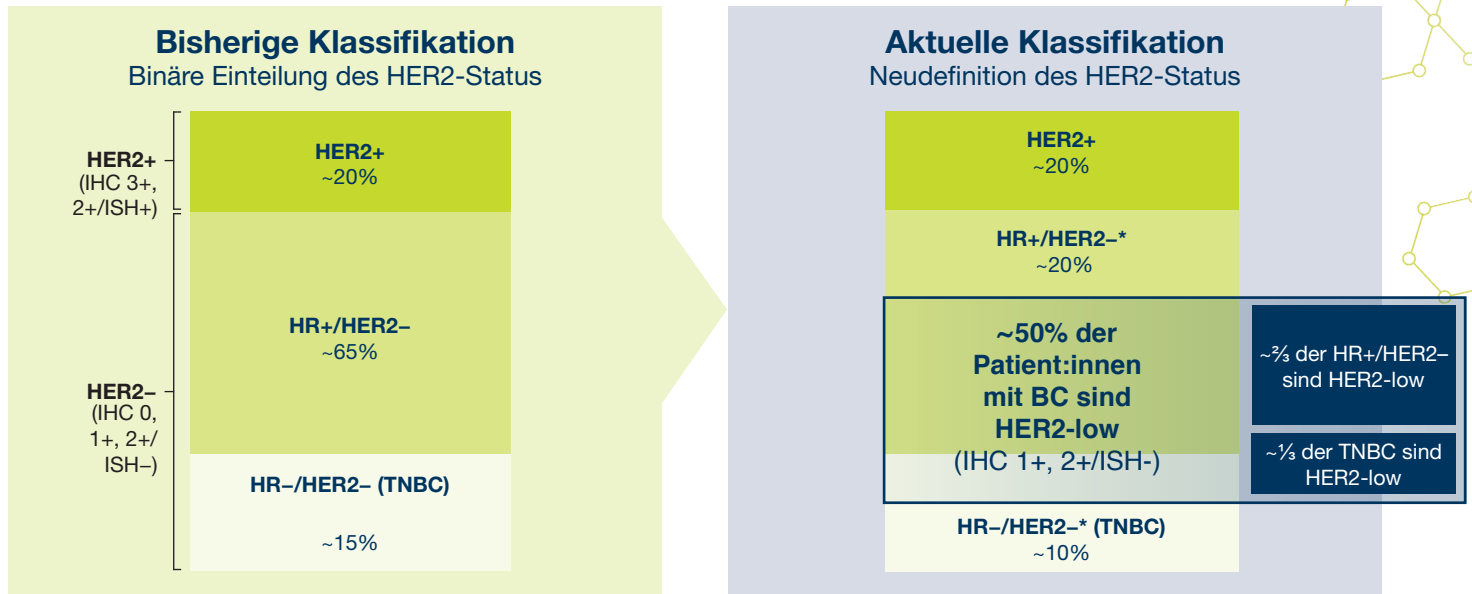 Bisherige Klassifikation
Binäre Einteilung des HER2-Status
HER2+
(IHC 3+,
2+/ISH+)
HER2−
(IHC 0,
1+, 2+/
ISH−)
HER2+
~20%
HR+/HER2−
~65%
HR−/HER2− (TNBC)
~15%
Aktuelle Klassifikation
Neudefinition des HER2-Status
HER2+
~20%
HR+/HER2−*
~20%
~50% der
Patient:innen
mit BC sind
HER2-low
(IHC 1+, 2+/ISH-)
~⅔ der HR+/HER2−
sind HER2-low
~⅓ der TNBC sind
HER2-low
HR−/HER2−* (TNBC)
~10%